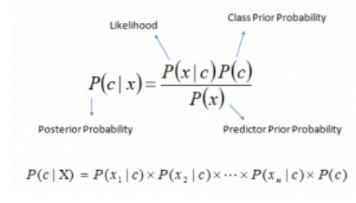 Likelihood
Class Prior Probability
P(c | x) = P(x | c)P(c) / P(x)
Posterior Probability
Predictor Prior Probability
P(c | X) = P(x₁ | c) × P(x₂ | c) × ⋯ × P(xₙ | c) × P(c)